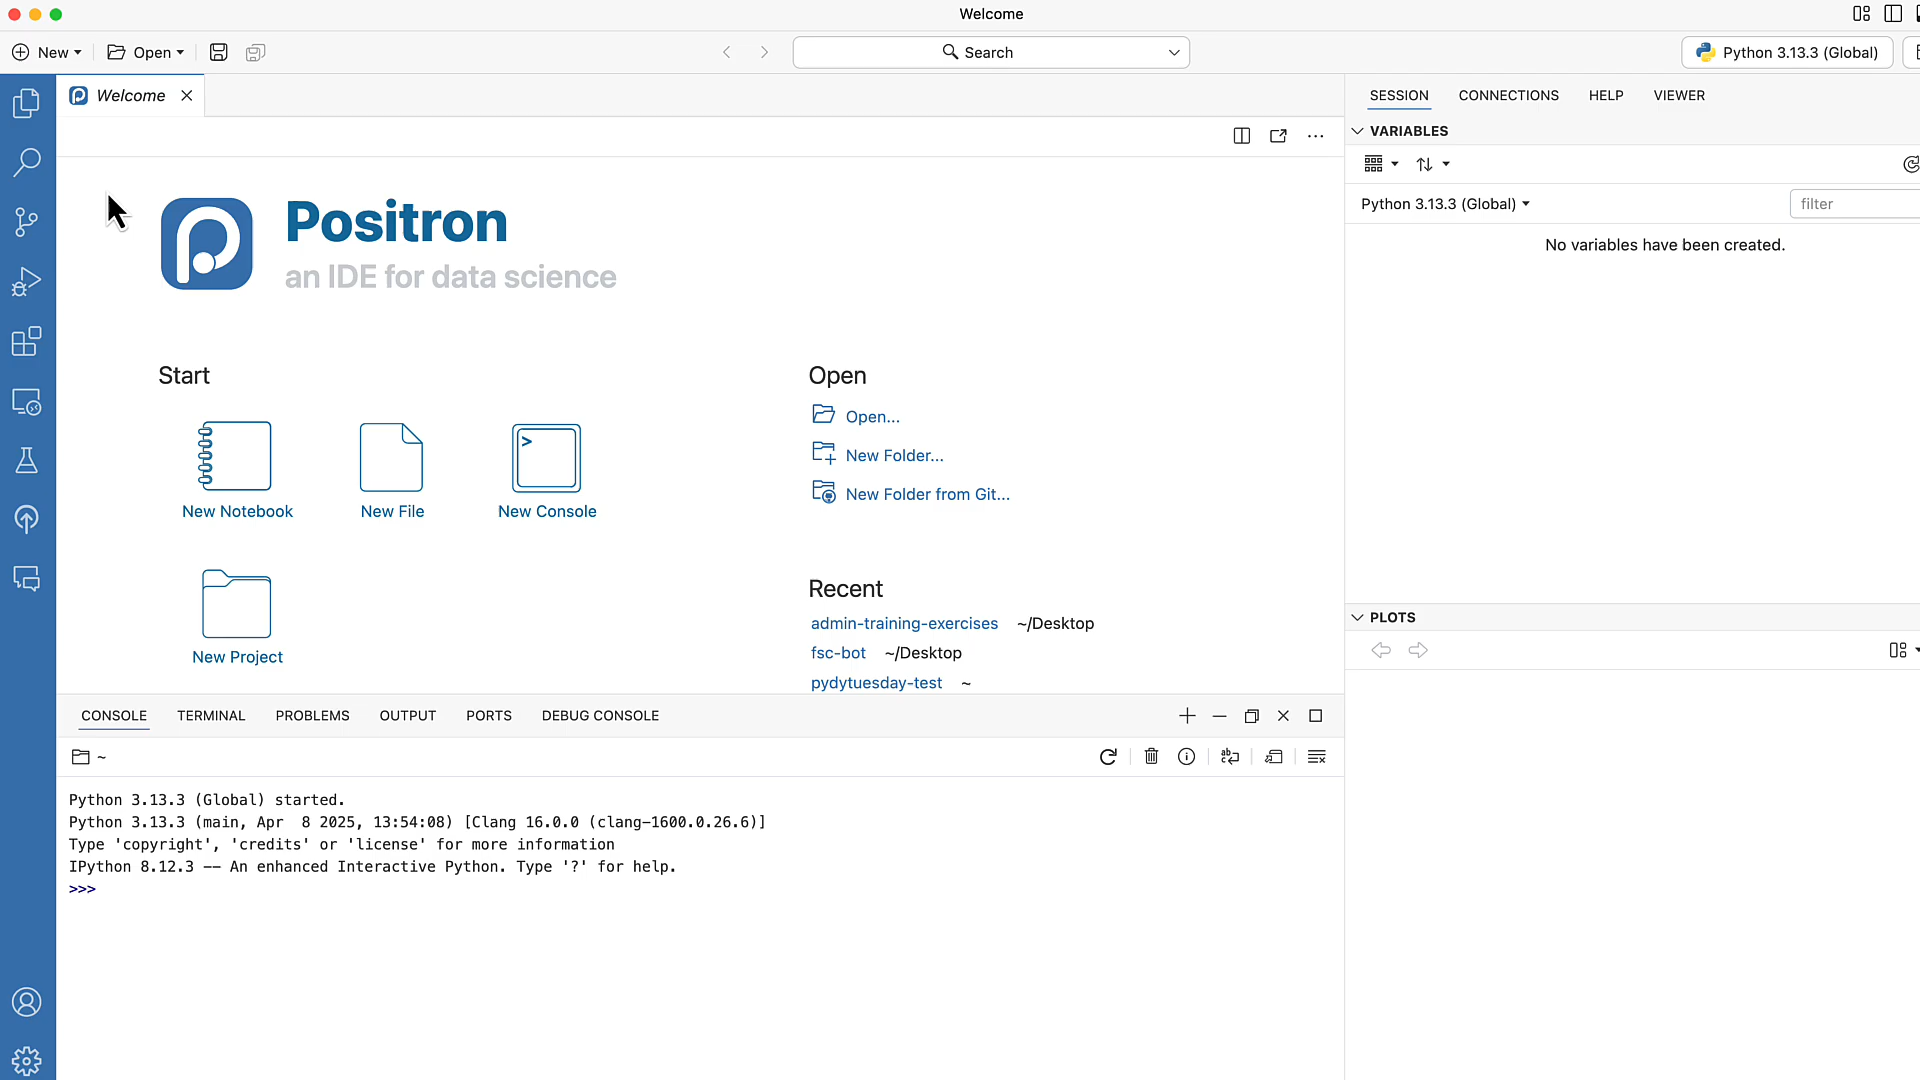 Welcome
New
Open
Search
Python 3.13.3 (Global)
Welcome
SESSION
CONNECTIONS
HELP
VIEWER
VARIABLES
Python 3.13.3 (Global)
filter
No variables have been created.
Positron
an IDE for data science
Start
New Notebook
New File
New Console
New Project
Open
Open...
New Folder...
New Folder from Git...
Recent
admin-training-exercises ~/Desktop
fsc-bot ~/Desktop
pydytuesday-test ~
PLOTS
CONSOLE
TERMINAL
PROBLEMS
OUTPUT
PORTS
DEBUG CONSOLE
~
Python 3.13.3 (Global) started.
Python 3.13.3 (main, Apr  8 2025, 13:54:08) [Clang 16.0.0 (clang-1600.0.26.6)]
Type 'copyright', 'credits' or 'license' for more information
IPython 8.12.3 -- An enhanced Interactive Python. Type '?' for help.
>>>